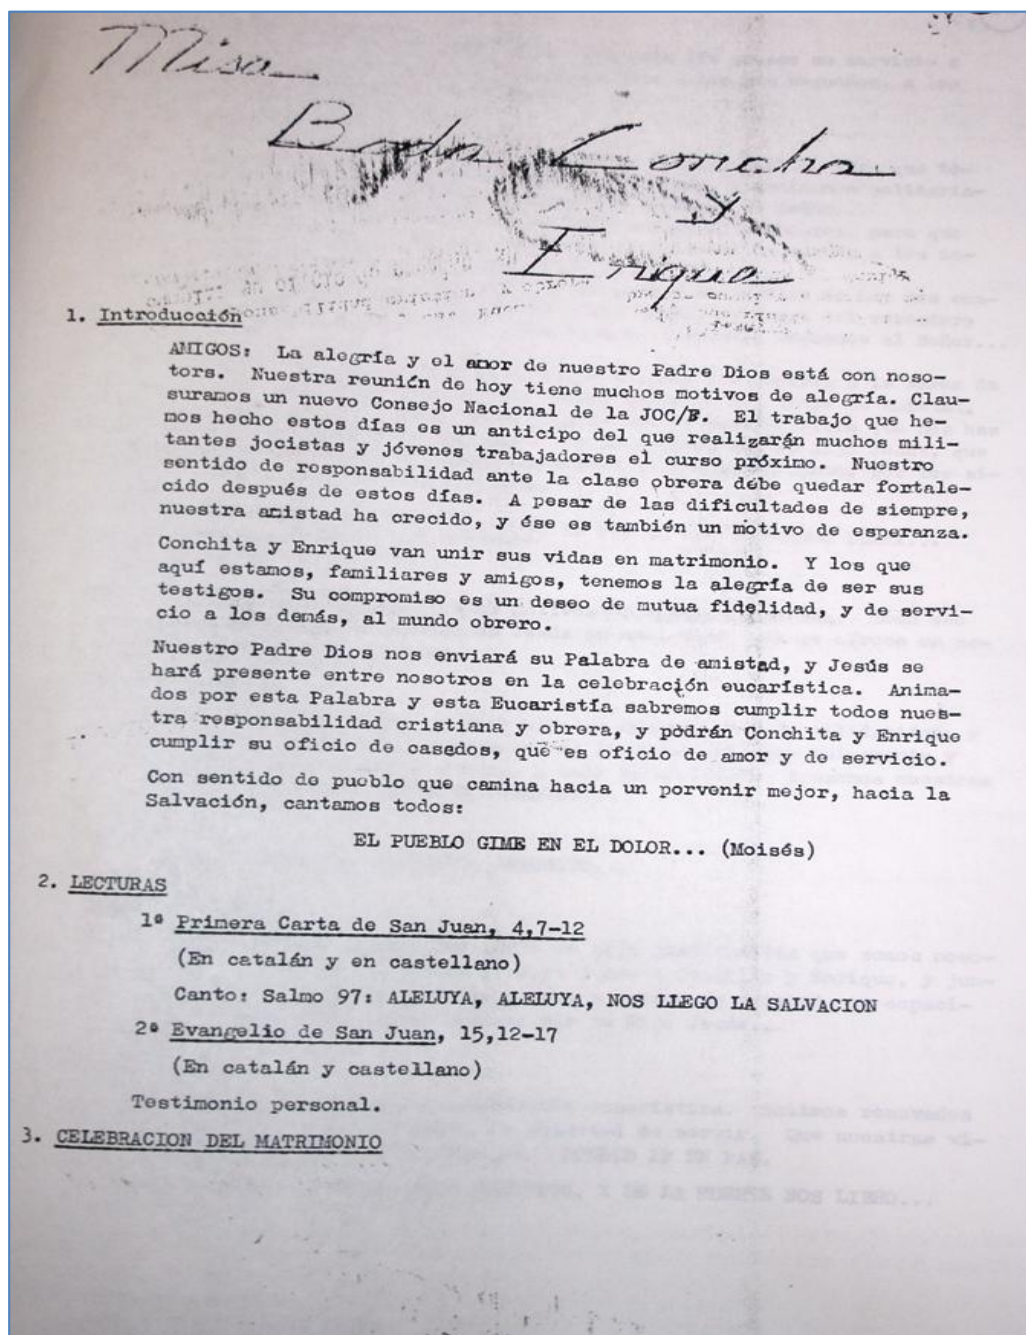 Misa
Boda Concha
y
Enrique
1. Introducción
AMIGOS: La alegría y el amor de nuestro Padre Dios está con noso-
tors. Nuestra reunión de hoy tiene muchos motivos de alegría. Clau-
suramos un nuevo Consejo Nacional de la JOC/F. El trabajo que he-
mos hecho estos días es un anticipo del que realizarán muchos mili-
tantes jocistas y jóvenes trabajadores el curso próximo. Nuestro
sentido de responsabilidad ante la clase obrera debe quedar fortale-
cido después de estos días. A pesar de las dificultades de siempre,
nuestra amistad ha crecido, y ése es también un motivo de esperanza.
Conchita y Enrique van unir sus vidas en matrimonio. Y los que
aquí estamos, familiares y amigos, tenemos la alegría de ser sus
testigos. Su compromiso es un deseo de mutua fidelidad, y de servi-
cio a los demás, al mundo obrero.
Nuestro Padre Dios nos enviará su Palabra de amistad, y Jesús se
hará presente entre nosotros en la celebración eucarística. Anima-
dos por esta Palabra y esta Eucaristía sabremos cumplir todos nues-
tra responsabilidad cristiana y obrera, y podrán Conchita y Enrique
cumplir su oficio de casados, que es oficio de amor y de servicio.
Con sentido de pueblo que camina hacia un porvenir mejor, hacia la
Salvación, cantamos todos:
EL PUEBLO GIME EN EL DOLOR... (Moisés)
2. LECTURAS
1º Primera Carta de San Juan, 4,7-12
(En catalán y en castellano)
Canto: Salmo 97: ALELUYA, ALELUYA, NOS LLEGO LA SALVACION
2º Evangelio de San Juan, 15,12-17
(En catalán y castellano)
Testimonio personal.
3. CELEBRACION DEL MATRIMONIO